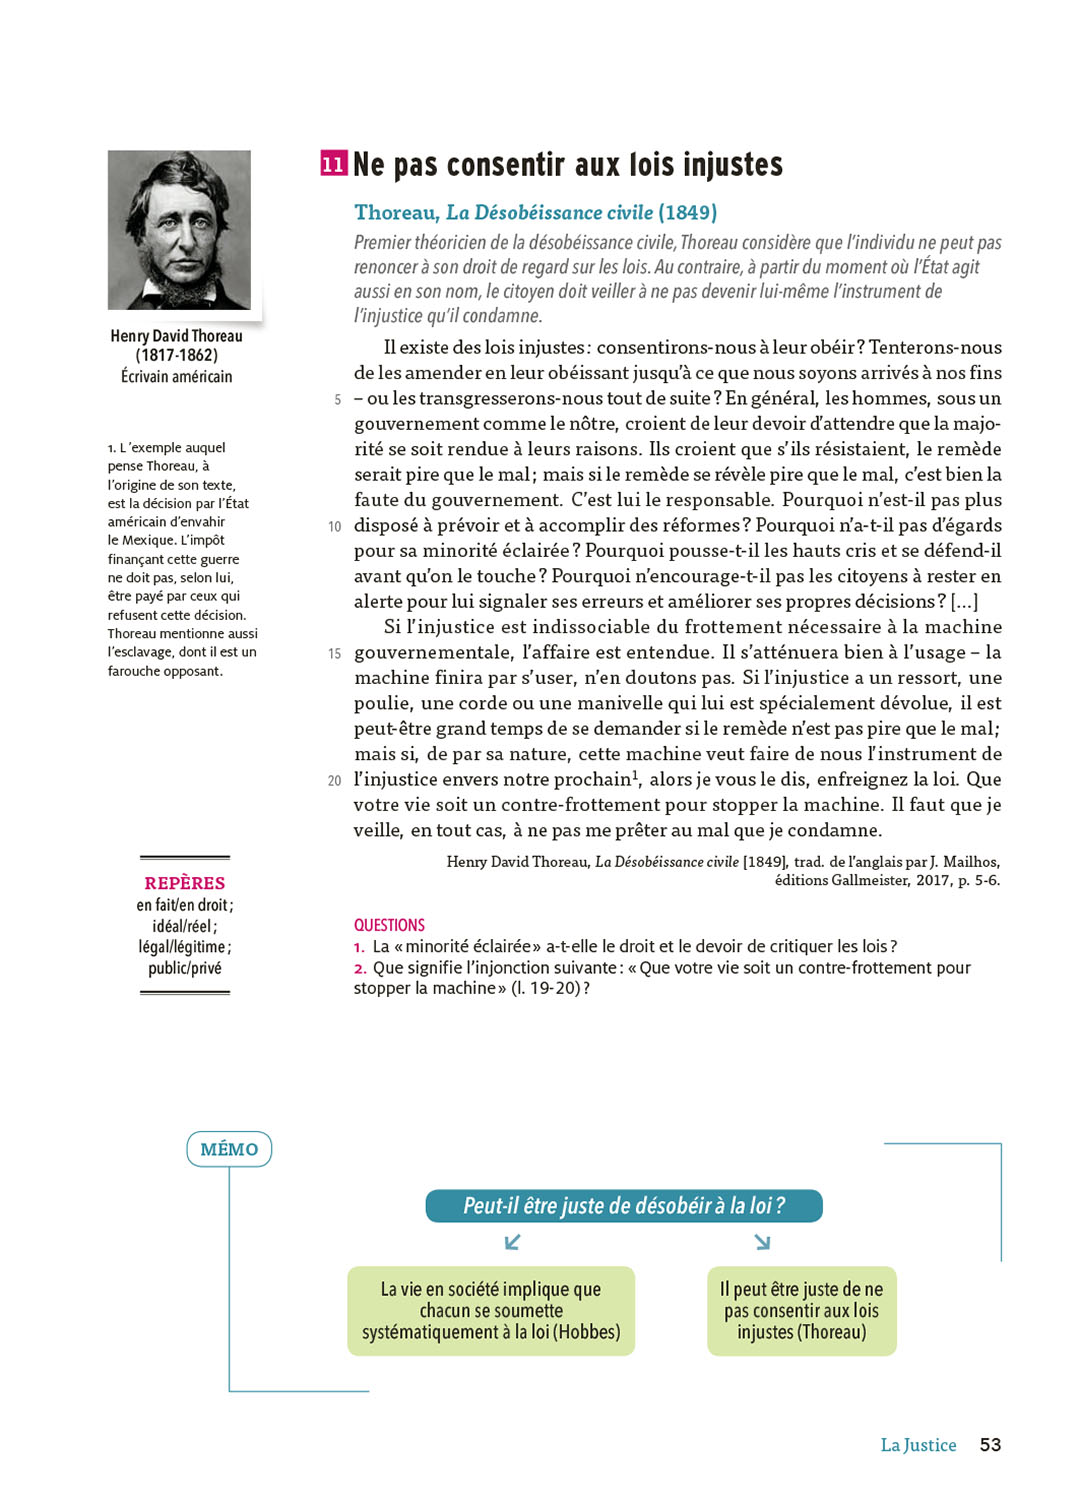 11 Ne pas consentir aux lois injustes
Thoreau, La Désobéissance civile (1849)
Premier théoricien de la désobéissance civile, Thoreau considère que l'individu ne peut pas
renoncer à son droit de regard sur les lois. Au contraire, à partir du moment où l'État agit
aussi en son nom, le citoyen doit veiller à ne pas devenir lui-même l'instrument de
l'injustice qu'il condamne.
Henry David Thoreau
(1817-1862)
Écrivain américain
1. L'exemple auquel
pense Thoreau, à
l'origine de son texte,
est la décision par l'État
américain d'envahir
le Mexique. L'impôt
finançant cette guerre
ne doit pas, selon lui,
être payé par ceux qui
refusent cette décision.
Thoreau mentionne aussi
l'esclavage, dont il est un
farouche opposant.
Il existe des lois injustes : consentirons-nous à leur obéir ? Tenterons-nous
de les amender en leur obéissant jusqu'à ce que nous soyons arrivés à nos fins
5 – ou les transgresserons-nous tout de suite ? En général, les hommes, sous un
gouvernement comme le nôtre, croient de leur devoir d'attendre que la majo-
rité se soit rendue à leurs raisons. Ils croient que s'ils résistaient, le remède
serait pire que le mal ; mais si le remède se révèle pire que le mal, c'est bien la
faute du gouvernement. C'est lui le responsable. Pourquoi n'est-il pas plus
10 disposé à prévoir et à accomplir des réformes ? Pourquoi n'a-t-il pas d'égards
pour sa minorité éclairée ? Pourquoi pousse-t-il les hauts cris et se défend-il
avant qu'on le touche ? Pourquoi n'encourage-t-il pas les citoyens à rester en
alerte pour lui signaler ses erreurs et améliorer ses propres décisions ? [...]
Si l'injustice est indissociable du frottement nécessaire à la machine
15 gouvernementale, l'affaire est entendue. Il s'atténuera bien à l'usage – la
machine finira par s'user, n'en doutons pas. Si l'injustice a un ressort, une
poulie, une corde ou une manivelle qui lui est spécialement dévolue, il est
peut-être grand temps de se demander si le remède n'est pas pire que le mal ;
mais si, de par sa nature, cette machine veut faire de nous l'instrument de
20 l'injustice envers notre prochain¹, alors je vous le dis, enfreignez la loi. Que
votre vie soit un contre-frottement pour stopper la machine. Il faut que je
veille, en tout cas, à ne pas me prêter au mal que je condamne.
Henry David Thoreau, La Désobéissance civile [1849], trad. de l'anglais par J. Mailhos,
éditions Gallmeister, 2017, p. 5-6.
REPÈRES
en fait/en droit ;
idéal/réel ;
légal/légitime ;
public/privé
QUESTIONS
1. La « minorité éclairée » a-t-elle le droit et le devoir de critiquer les lois ?
2. Que signifie l'injonction suivante : « Que votre vie soit un contre-frottement pour
stopper la machine » (l. 19-20) ?
MÉMO
Peut-il être juste de désobéir à la loi ?
La vie en société implique que
chacun se soumette
systématiquement à la loi (Hobbes)
Il peut être juste de ne
pas consentir aux lois
injustes (Thoreau)
La Justice 53